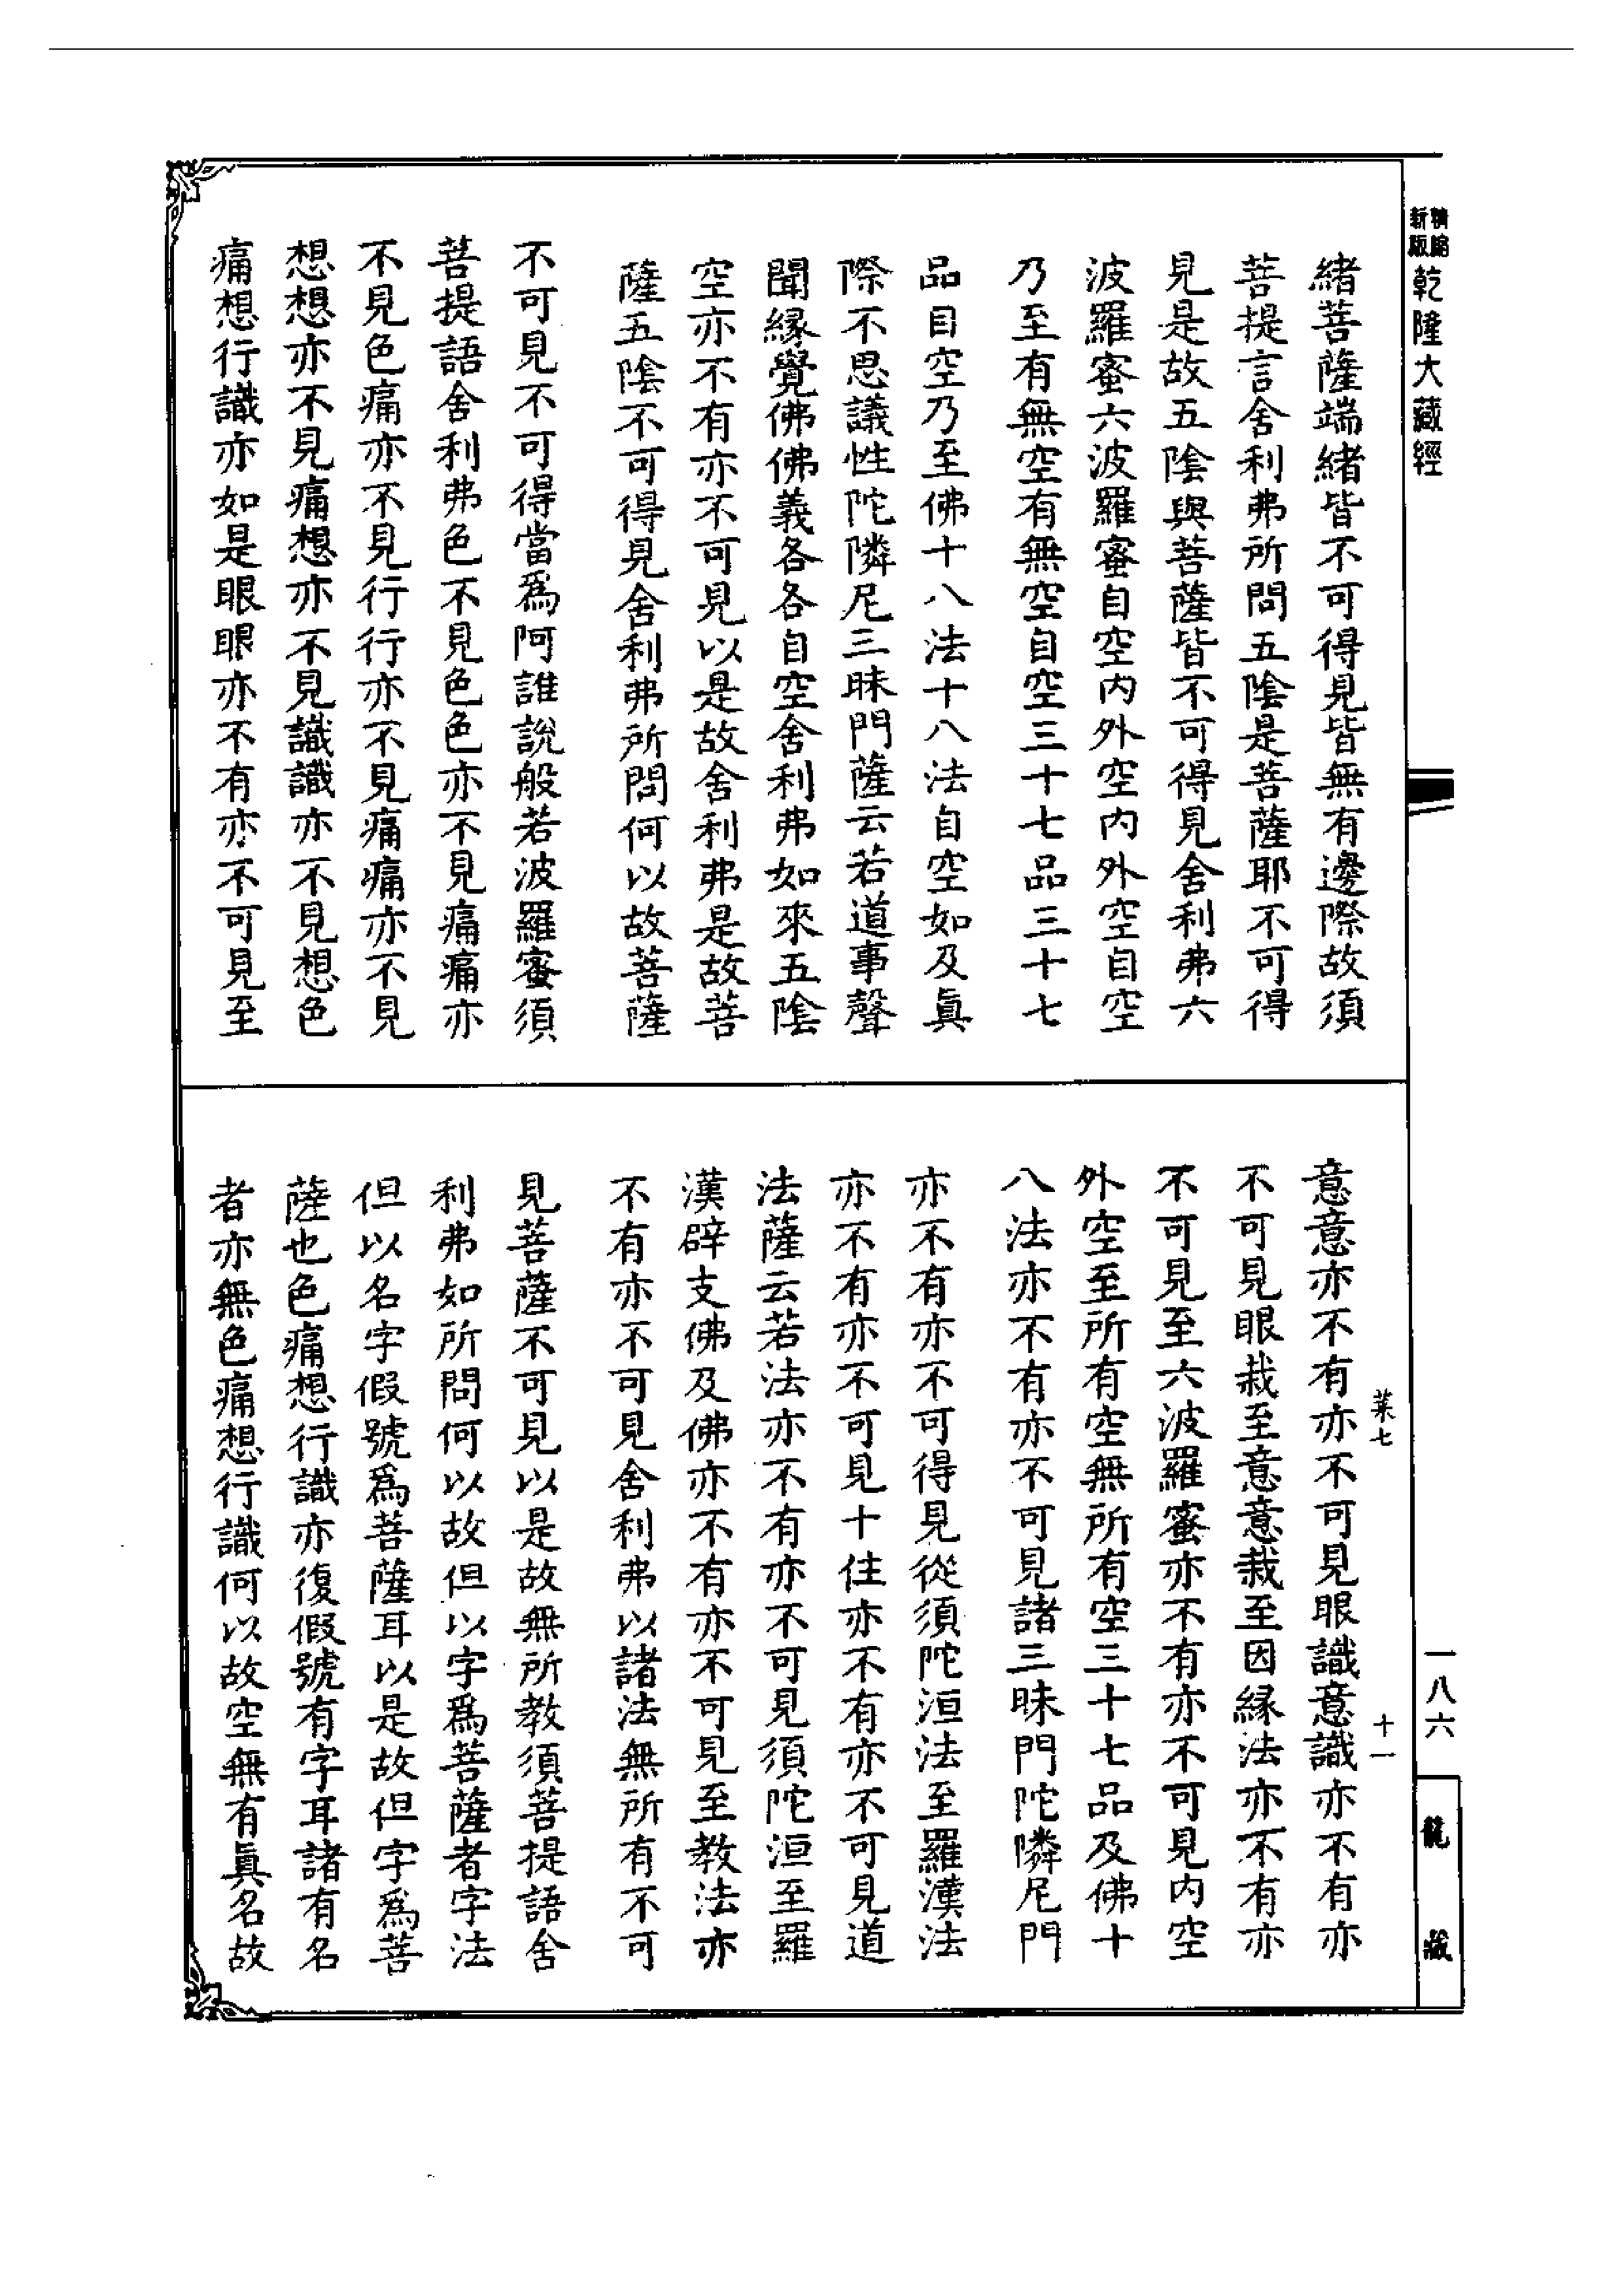 精縮新版乾隆大藏經
緒菩薩端緒皆不可得見皆無有邊際故須
菩提言舍利弗所問五陰是菩薩耶不可得
見是故五陰與菩薩皆不可得見舍利弗六
波羅蜜六波羅蜜自空內外空內外空自空
乃至有無空有無空自空三十七品三十七
品自空乃至佛十八法十八法自空如及眞
際不思議性陀隣尼三昧門薩云若道事聲
聞緣覺佛佛義各各自空舍利弗如來五陰
空亦不有亦不可見以是故舍利弗是故菩
薩五陰不可得見舍利弗所問何以故菩薩
不可見不可得當爲阿誰說般若波羅蜜須
菩提語舍利弗色不見色色亦不見痛痛亦
不見色痛亦不見行行亦不見痛痛亦不見
想想亦不見痛想亦不見識識亦不見想色
痛想行識亦如是眼眼亦不有亦不可見至
意意亦不有亦不可見眼識意識亦不有亦
不可見眼栽至意意栽至因緣法亦不有亦
不可見至六波羅蜜亦不有亦不可見內空
外空至所有空無所有空三十七品及佛十
八法亦不有亦不可見諸三昧門陀隣尼門
亦不有亦不可得見從須陀洹法至羅漢法
亦不有亦不可見十住亦不有亦不可見道
法薩云若法亦不有亦不可見須陀洹至羅
漢辟支佛及佛亦不有亦不可見至教法亦
不有亦不可見舍利弗以諸法無所有不可
見菩薩不可見以是故無所教須菩提語舍
利弗如所問何以故但以字爲菩薩者字法
但以名字假號爲菩薩耳以是故但字爲菩
薩也色痛想行識亦復假號有字耳諸有名
者亦無色痛想行識何以故空無有眞名故
菜七
十一
一八六
龍藏